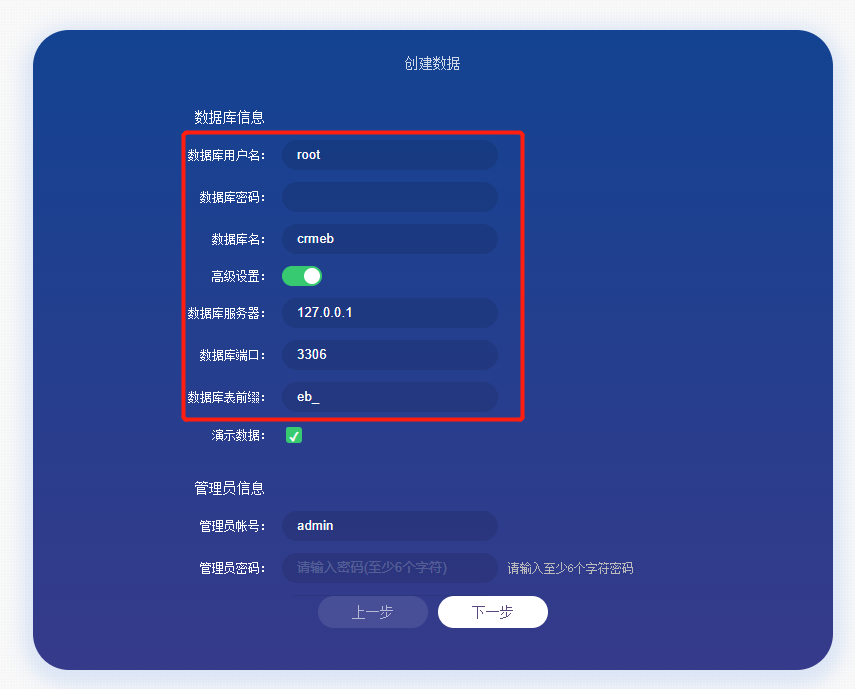 创建数据
数据库信息
数据库用户名： root
数据库密码：
数据库名： crmeb
高级设置：
数据库服务器： 127.0.0.1
数据库端口： 3306
数据库表前缀： eb_
演示数据：
管理员信息
管理员帐号： admin
管理员密码： 请输入密码(至少6个字符) 请输入至少6个字符密码
上一步 下一步